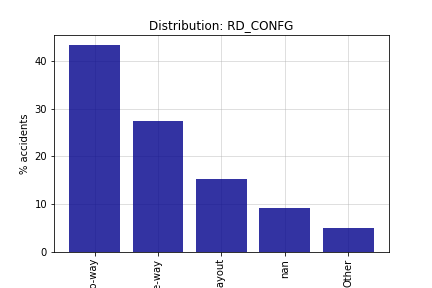 Distribution: RD_CONFG
% accidents
40
30
20
10
0
o-way
e-way
ayout
nan
Other